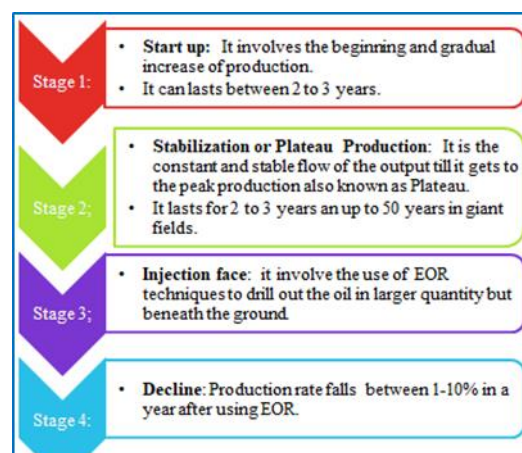 Stage 1:
• Start up: It involves the beginning and gradual
increase of production.
• It can lasts between 2 to 3 years.
Stage 2;
• Stabilization or Plateau Production: It is the
constant and stable flow of the output till it gets to
the peak production also known as Plateau.
• It lasts for 2 to 3 years an up to 50 years in giant
fields.
Stage 3;
• Injection face: it involve the use of EOR
techniques to drill out the oil in larger quantity but
beneath the ground.
Stage 4:
• Decline: Production rate falls between 1-10% in a
year after using EOR.